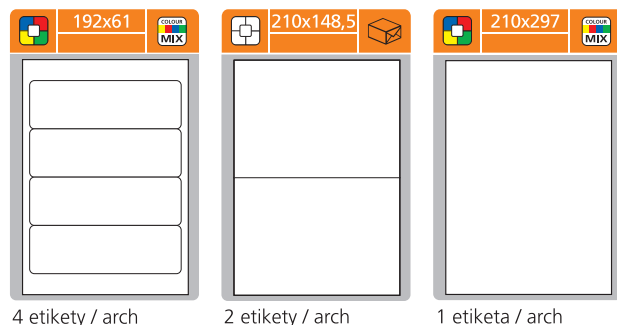 192x61
COLOUR
MIX
4 etikety / arch
210x148,5
2 etikety / arch
210x297
COLOUR
MIX
1 etiketa / arch